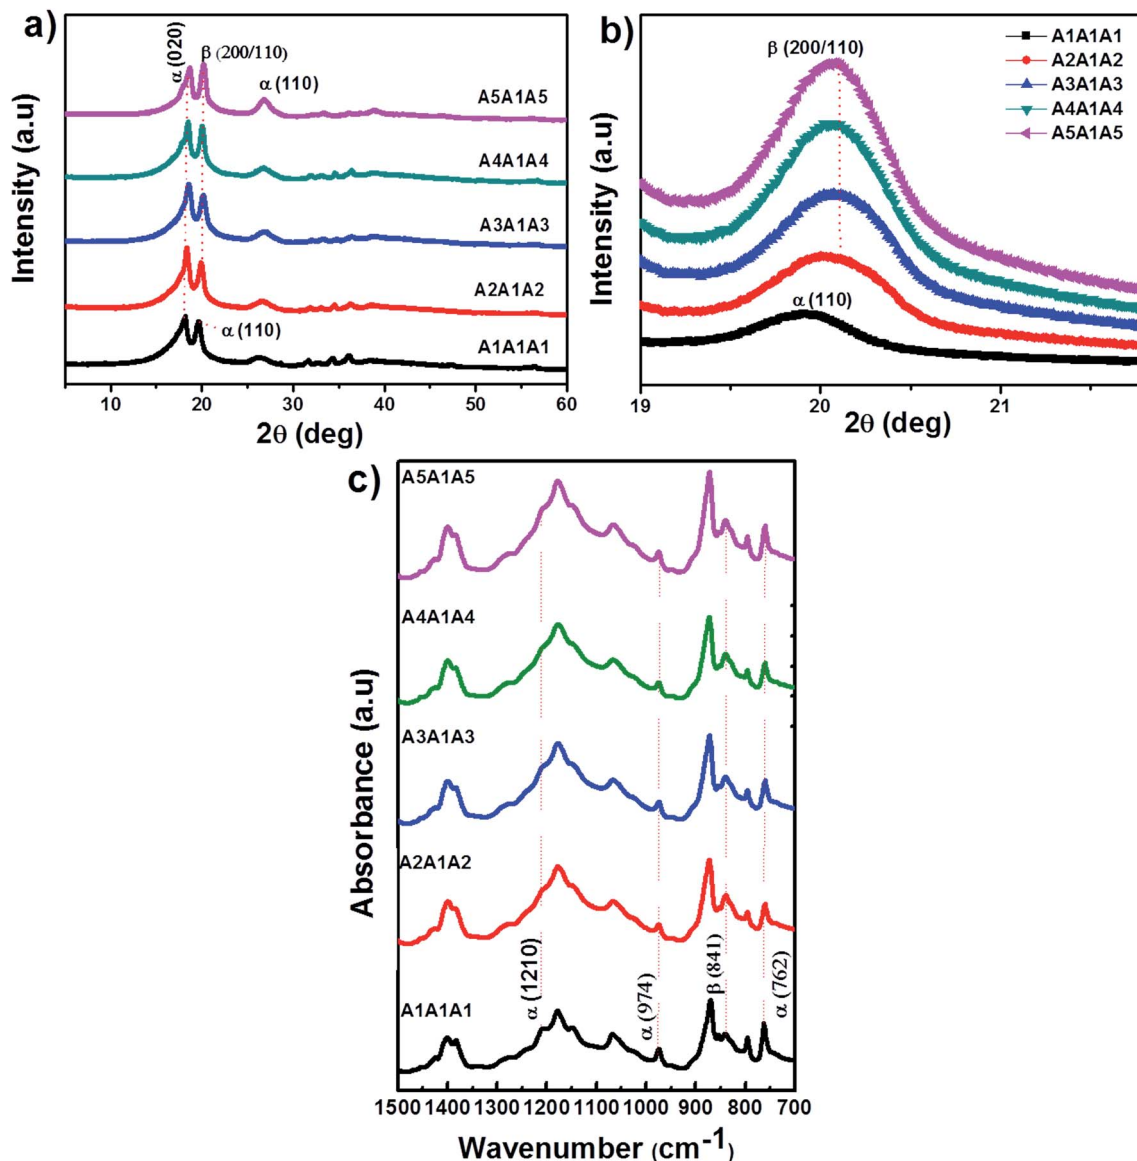 a)
α (020)
β (200/110)
α (110)
A5A1A5
A4A1A4
A3A1A3
A2A1A2
α (110)
A1A1A1
Intensity (a.u)
10 20 30 40 50 60
2θ (deg)
b)
β (200/110)
A1A1A1
A2A1A2
A3A1A3
A4A1A4
A5A1A5
α (110)
Intensity (a.u)
19 20 21
2θ (deg)
c)
A5A1A5
A4A1A4
A3A1A3
A2A1A2
A1A1A1
α (1210)
α (974)
β (841)
α (762)
Absorbance (a.u)
1500 1400 1300 1200 1100 1000 900 800 700
Wavenumber (cm⁻¹)